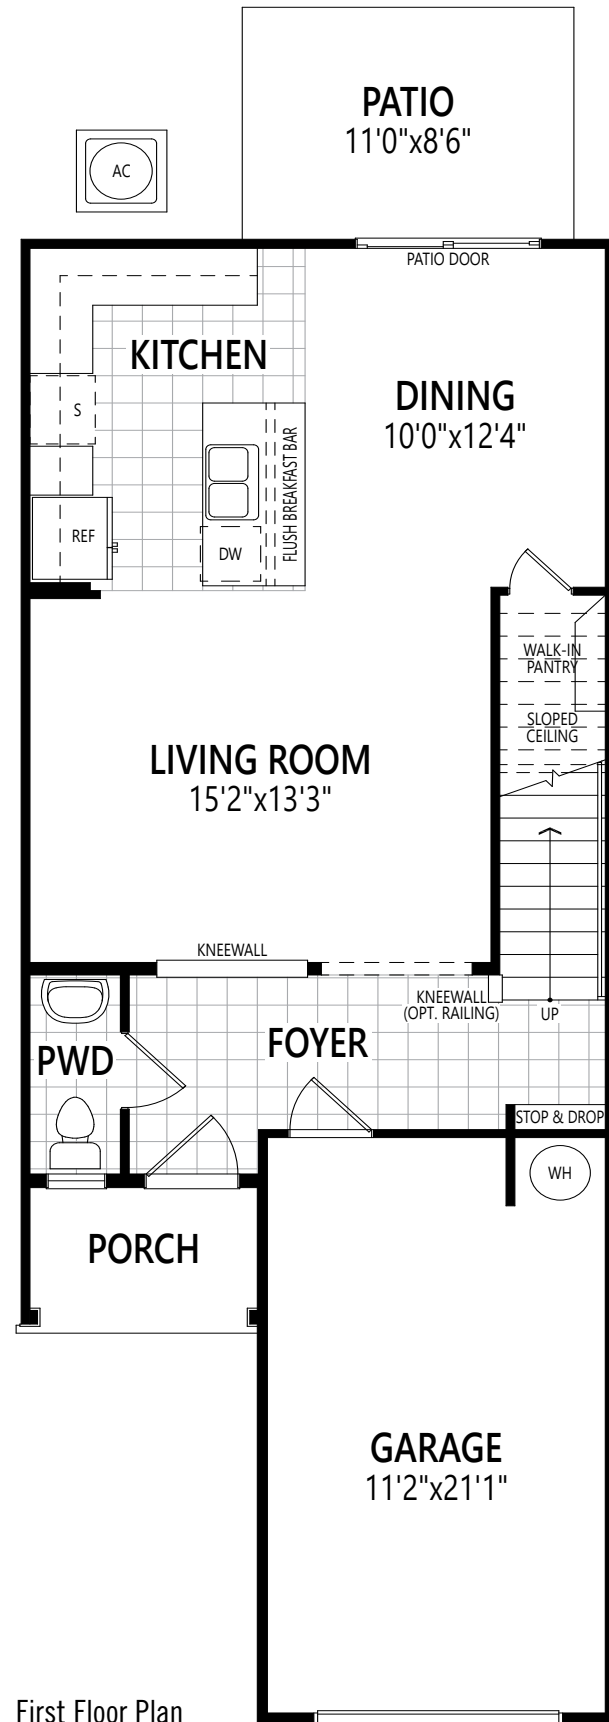 PATIO
11'0"x8'6"
AC
PATIO DOOR
KITCHEN
DINING
10'0"x12'4"
S
FLUSH BREAKFAST BAR
REF
DW
WALK-IN
PANTRY
SLOPED
CEILING
LIVING ROOM
15'2"x13'3"
KNEEWALL
KNEEWALL
(OPT. RAILING)
UP
FOYER
PWD
STOP & DROP
WH
PORCH
GARAGE
11'2"x21'1"
First Floor Plan